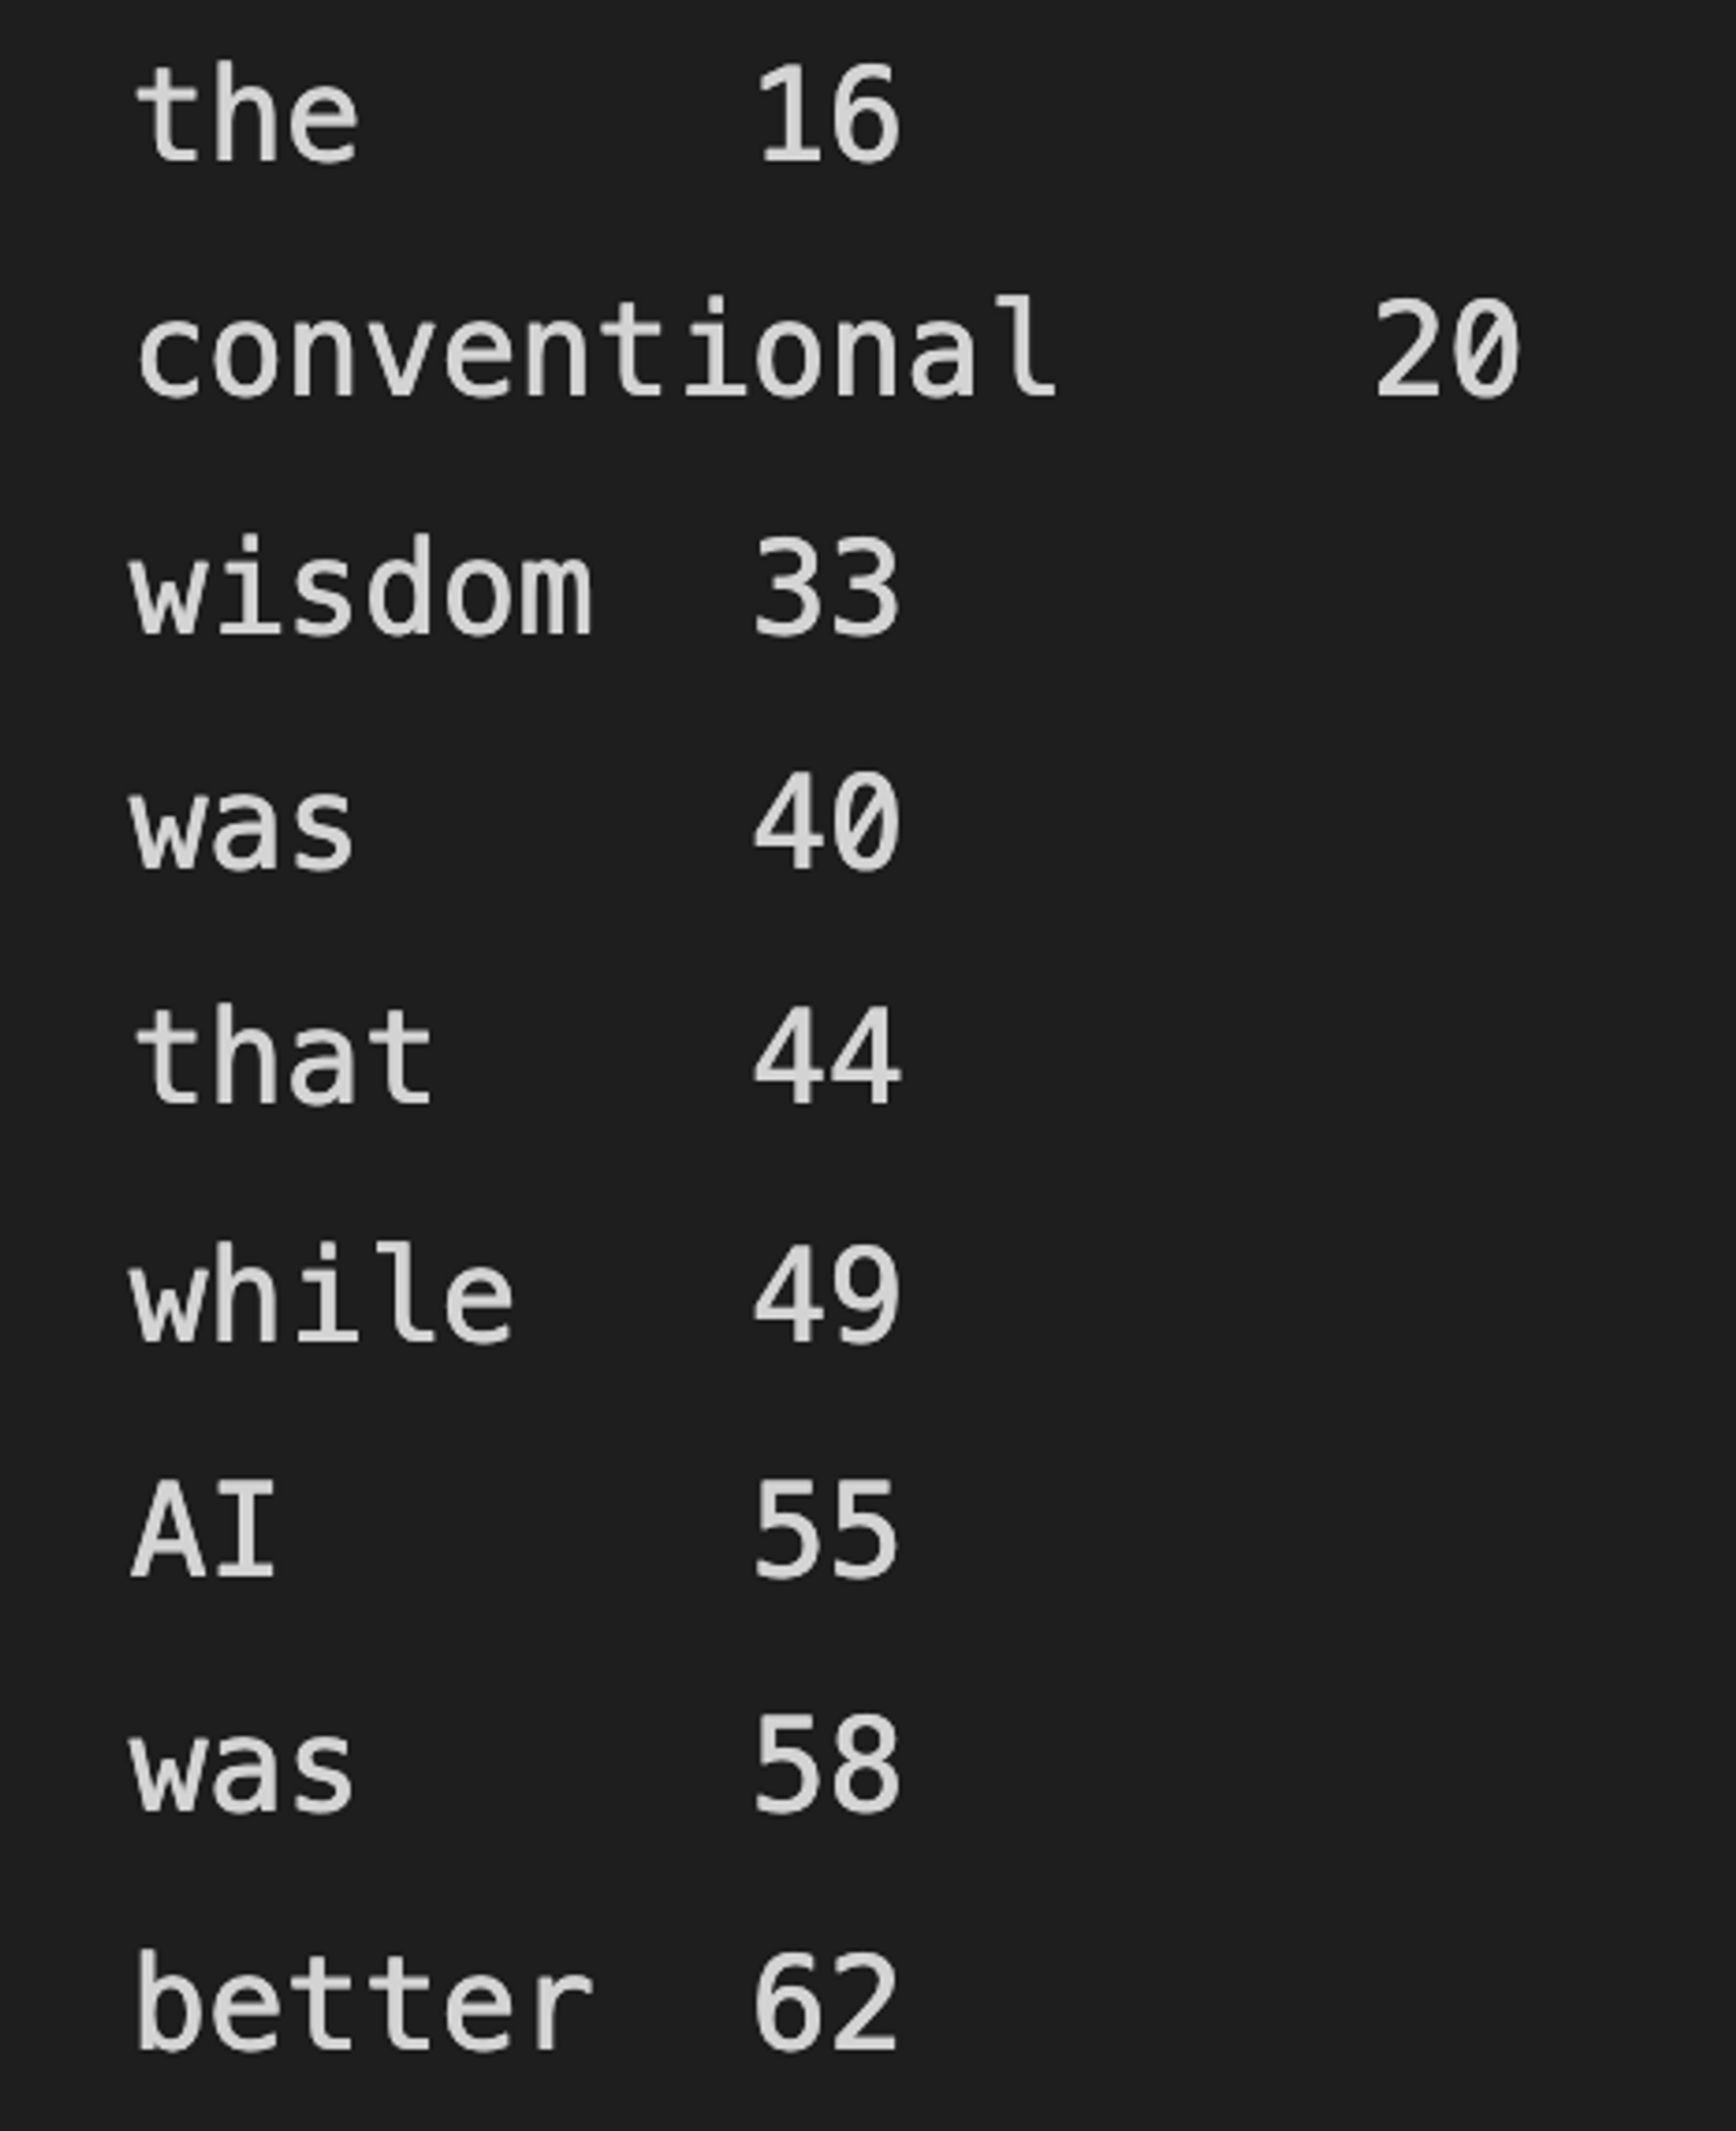 the 16
conventional 20
wisdom 33
was 40
that 44
while 49
AI 55
was 58
better 62